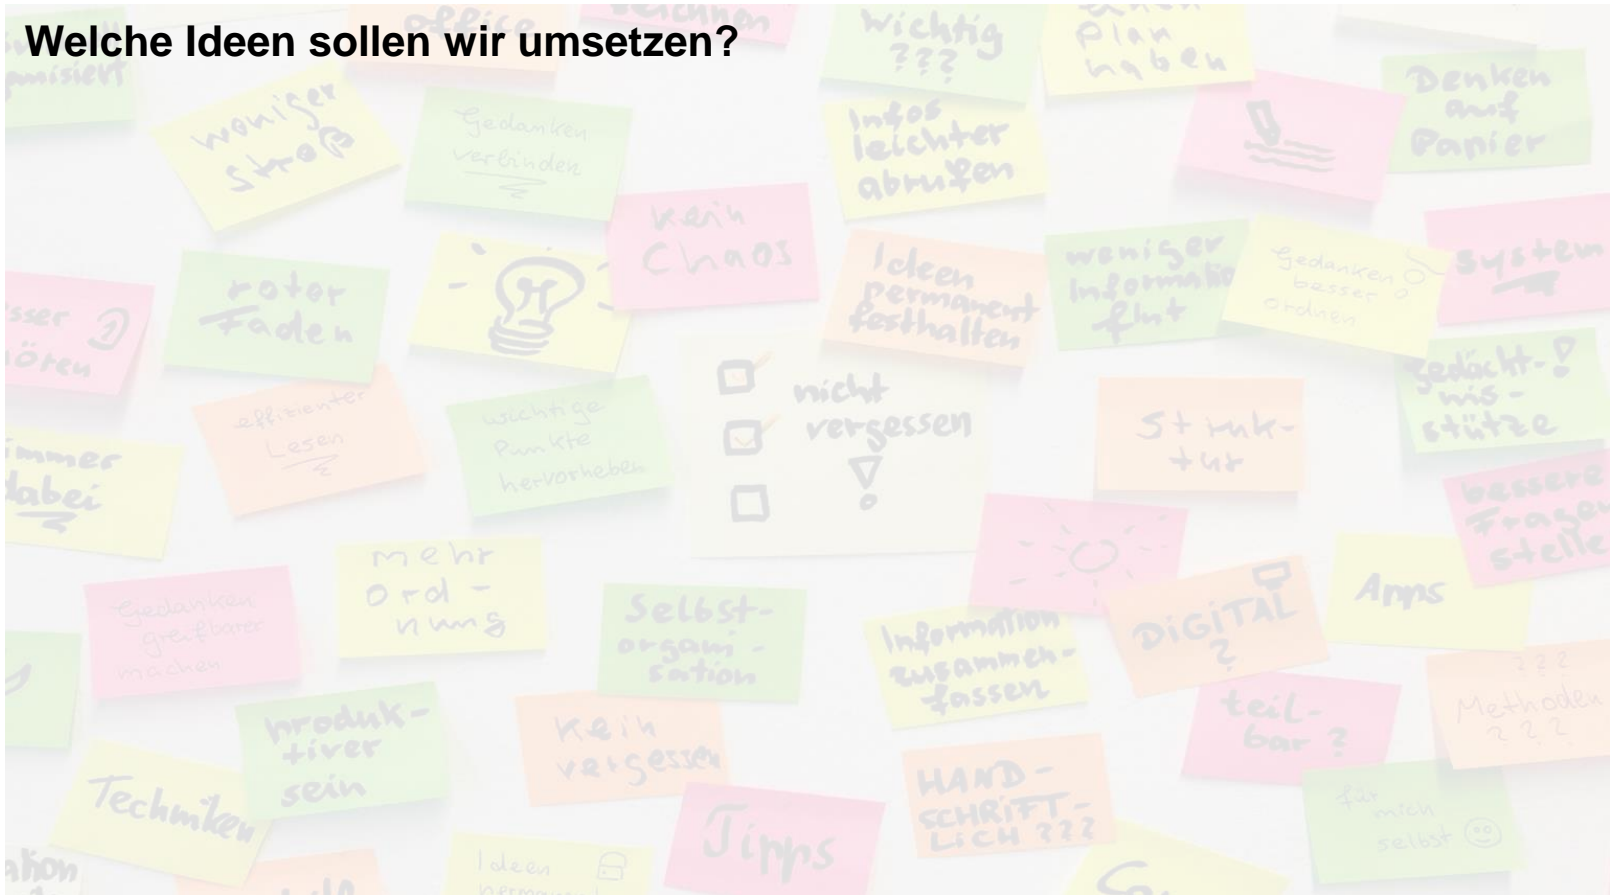 Welche Ideen sollen wir umsetzen?
office
wichtig
???
Plan
haben
Denken
auf
Papier
weniger
Streß
Gedanken
verbinden
Infos
leichter
abrufen
kein
Chaos
roter
Faden
Ideen
permanent
festhalten
weniger
Informatio
flut
Gedanken
besser
ordnen
System
nicht
vergessen
!
effizienter
Lesen
wichtige
Punkte
hervorheben
Struk-
tur
Gedächt-
nis-
stütze
!
immer
dabei
bessere
Fragen
stelle
Gedanken
greifbarer
machen
mehr
Ord-
nung
Selbst-
organi-
sation
Information
zusammen-
fassen
DiGiTAL
?
Apps
produk-
tiver
sein
kein
vergessen
teil-
bar ?
???
Methoden
???
Techniken
Tipps
HAND-
SCHRiFT-
LiCH ???
für
mich
selbst
Ideen